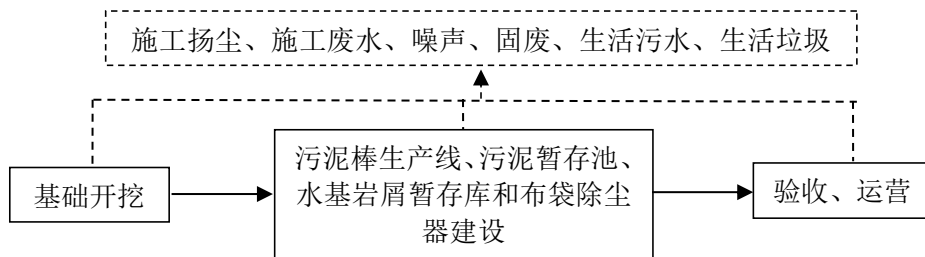 施工扬尘、施工废水、噪声、固废、生活污水、生活垃圾
基础开挖
污泥棒生产线、污泥暂存池、
水基岩屑暂存库和布袋除尘
器建设
验收、运营